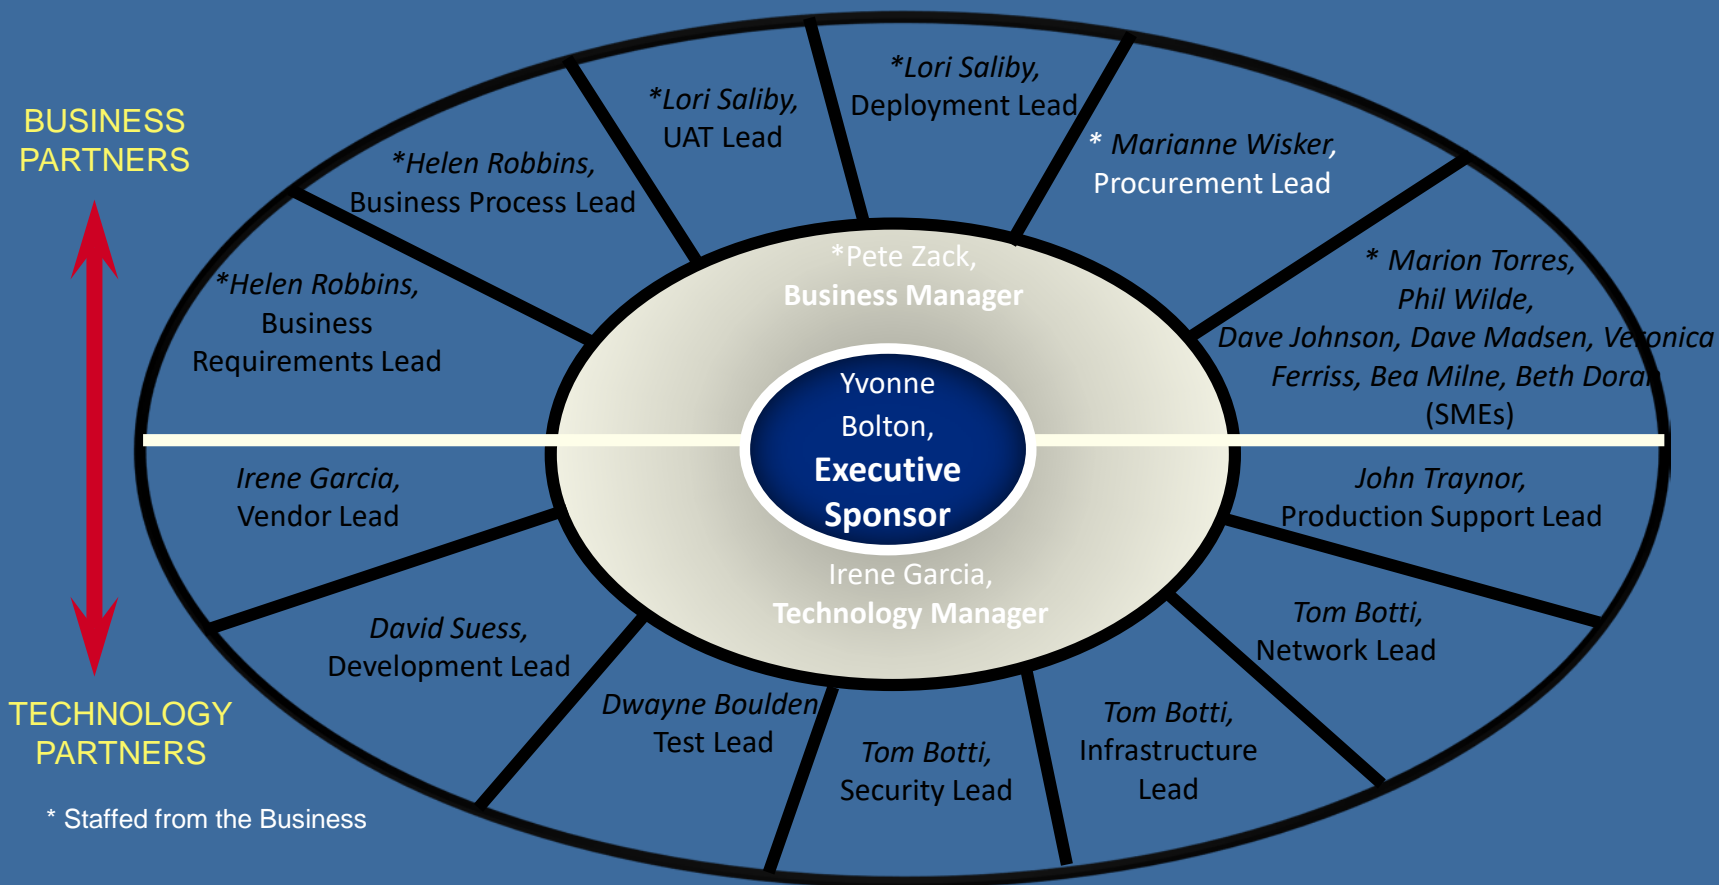 BUSINESS
PARTNERS
*Helen Robbins,
Business
Requirements Lead
*Helen Robbins,
Business Process Lead
*Lori Saliby,
UAT Lead
*Lori Saliby,
Deployment Lead
* Marianne Wisker,
Procurement Lead
* Marion Torres,
Phil Wilde,
Dave Johnson, Dave Madsen, Veronica
Ferriss, Bea Milne, Beth Doran
(SMEs)
*Pete Zack,
Business Manager
Yvonne
Bolton,
Executive
Sponsor
Irene Garcia,
Technology Manager
Irene Garcia,
Vendor Lead
David Suess,
Development Lead
Dwayne Boulden
Test Lead
Tom Botti,
Security Lead
Tom Botti,
Infrastructure
Lead
Tom Botti,
Network Lead
John Traynor,
Production Support Lead
TECHNOLOGY
PARTNERS
* Staffed from the Business